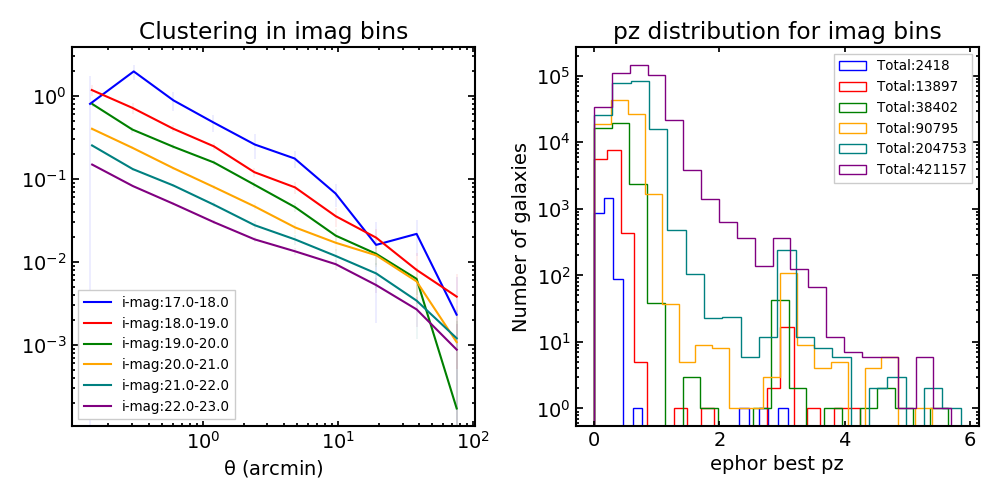 Clustering in imag bins
10⁰
10⁻¹
10⁻²
10⁻³
i-mag:17.0-18.0
i-mag:18.0-19.0
i-mag:19.0-20.0
i-mag:20.0-21.0
i-mag:21.0-22.0
i-mag:22.0-23.0
10⁰
10¹
10²
θ (arcmin)
pz distribution for imag bins
Number of galaxies
10⁵
10⁴
10³
10²
10¹
10⁰
Total:2418
Total:13897
Total:38402
Total:90795
Total:204753
Total:421157
0
2
4
6
ephor best pz